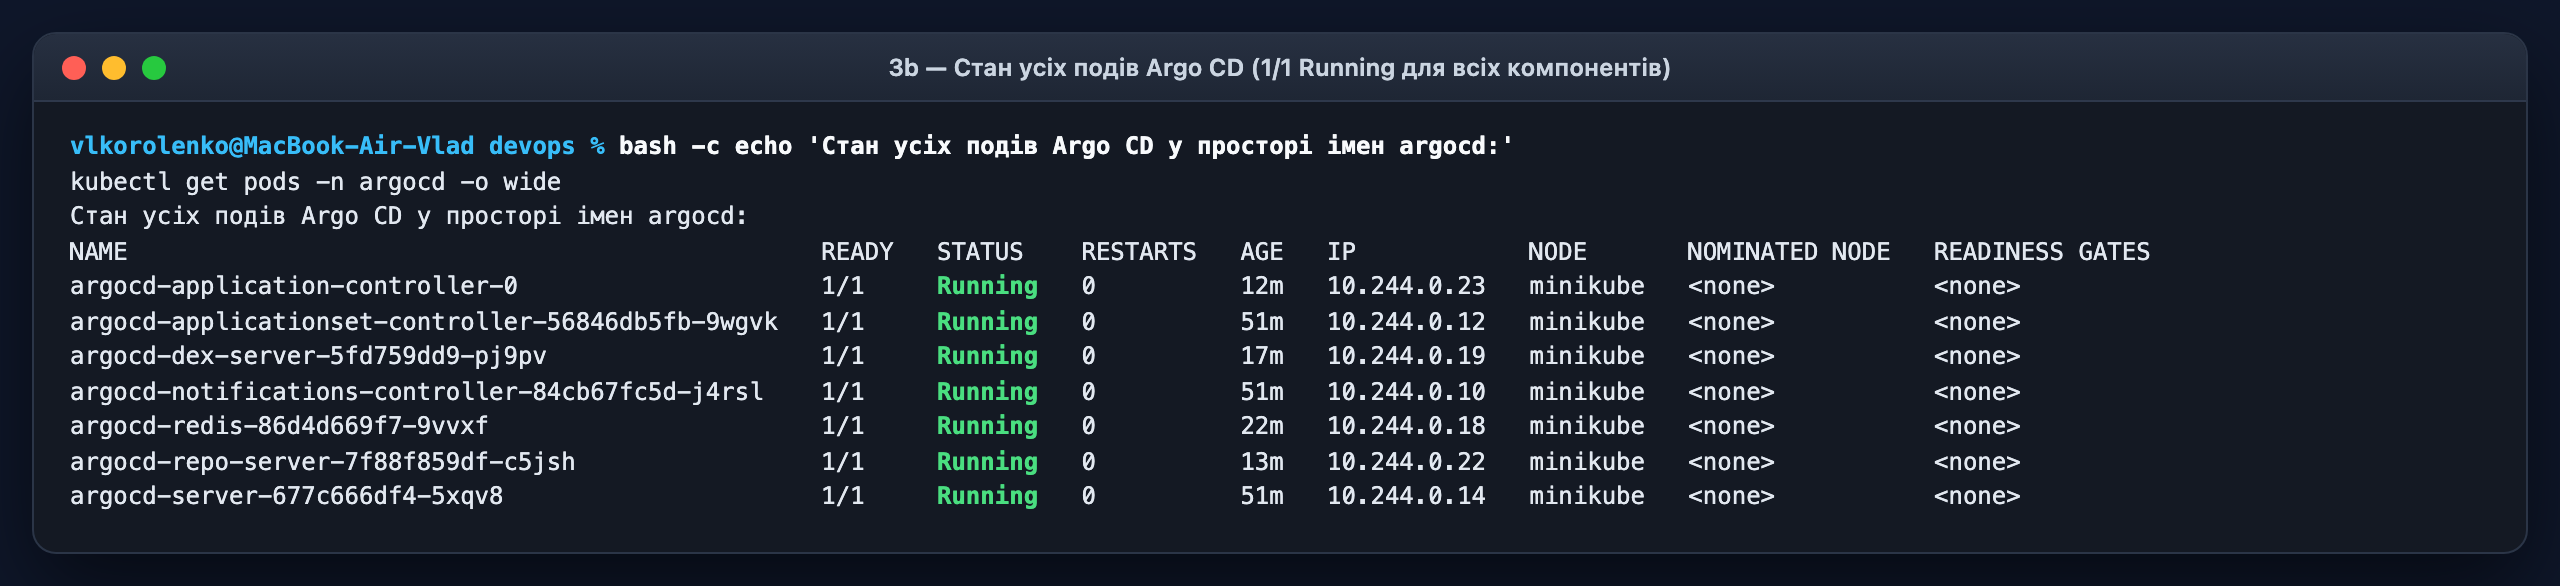 3b — Стан усіх подів Argo CD (1/1 Running для всіх компонентів)
vlkorolenko@MacBook-Air-Vlad devops % bash -c echo 'Стан усіх подів Argo CD у просторі імен argocd:'
kubectl get pods -n argocd -o wide
Стан усіх подів Argo CD у просторі імен argocd:
NAME READY STATUS RESTARTS AGE IP NODE NOMINATED NODE READINESS GATES
argocd-application-controller-0 1/1 Running 0 12m 10.244.0.23 minikube <none> <none>
argocd-applicationset-controller-56846db5fb-9wgvk 1/1 Running 0 51m 10.244.0.12 minikube <none> <none>
argocd-dex-server-5fd759dd9-pj9pv 1/1 Running 0 17m 10.244.0.19 minikube <none> <none>
argocd-notifications-controller-84cb67fc5d-j4rsl 1/1 Running 0 51m 10.244.0.10 minikube <none> <none>
argocd-redis-86d4d669f7-9vvxf 1/1 Running 0 22m 10.244.0.18 minikube <none> <none>
argocd-repo-server-7f88f859df-c5jsh 1/1 Running 0 13m 10.244.0.22 minikube <none> <none>
argocd-server-677c666df4-5xqv8 1/1 Running 0 51m 10.244.0.14 minikube <none> <none>